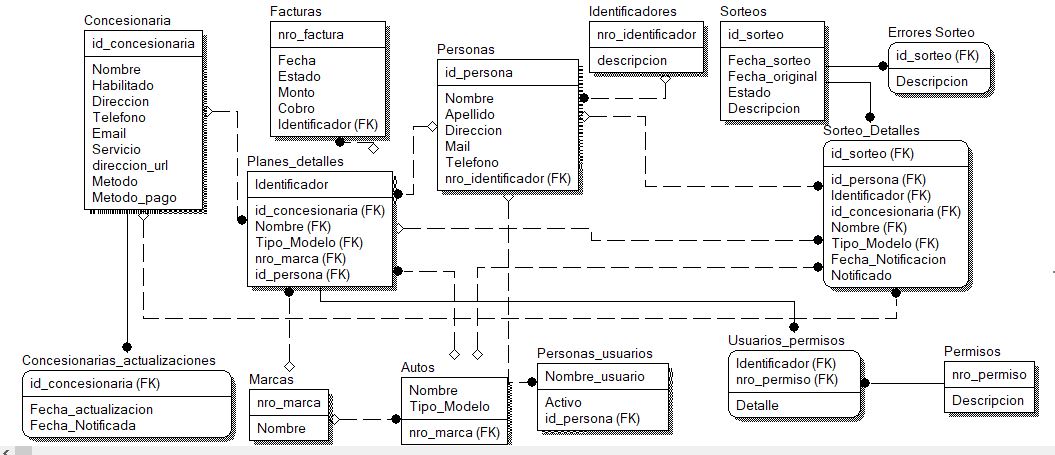 Concesionaria
id_concesionaria
Nombre
Habilitado
Direccion
Telefono
Email
Servicio
direccion_url
Metodo
Metodo_pago
Facturas
nro_factura
Fecha
Estado
Monto
Cobro
Identificador (FK)
Personas
id_persona
Nombre
Apellido
Direccion
Mail
Telefono
nro_identificador (FK)
Identificadores
nro_identificador
descripcion
Sorteos
id_sorteo
Fecha_sorteo
Fecha_original
Estado
Descripcion
Errores Sorteo
id_sorteo (FK)
Descripcion
Planes_detalles
Identificador
id_concesionaria (FK)
Nombre (FK)
Tipo_Modelo (FK)
nro_marca (FK)
id_persona (FK)
Sorteo_Detalles
id_sorteo (FK)
id_persona (FK)
Identificador (FK)
id_concesionaria (FK)
Nombre (FK)
Tipo_Modelo (FK)
Fecha_Notificacion
Notificado
Concesionarias_actualizaciones
id_concesionaria (FK)
Fecha_actualizacion
Fecha_Notificada
Marcas
nro_marca
Nombre
Autos
Nombre
Tipo_Modelo
nro_marca (FK)
Personas_usuarios
Nombre_usuario
Activo
id_persona (FK)
Usuarios_permisos
Identificador (FK)
nro_permiso (FK)
Detalle
Permisos
nro_permiso
Descripcion